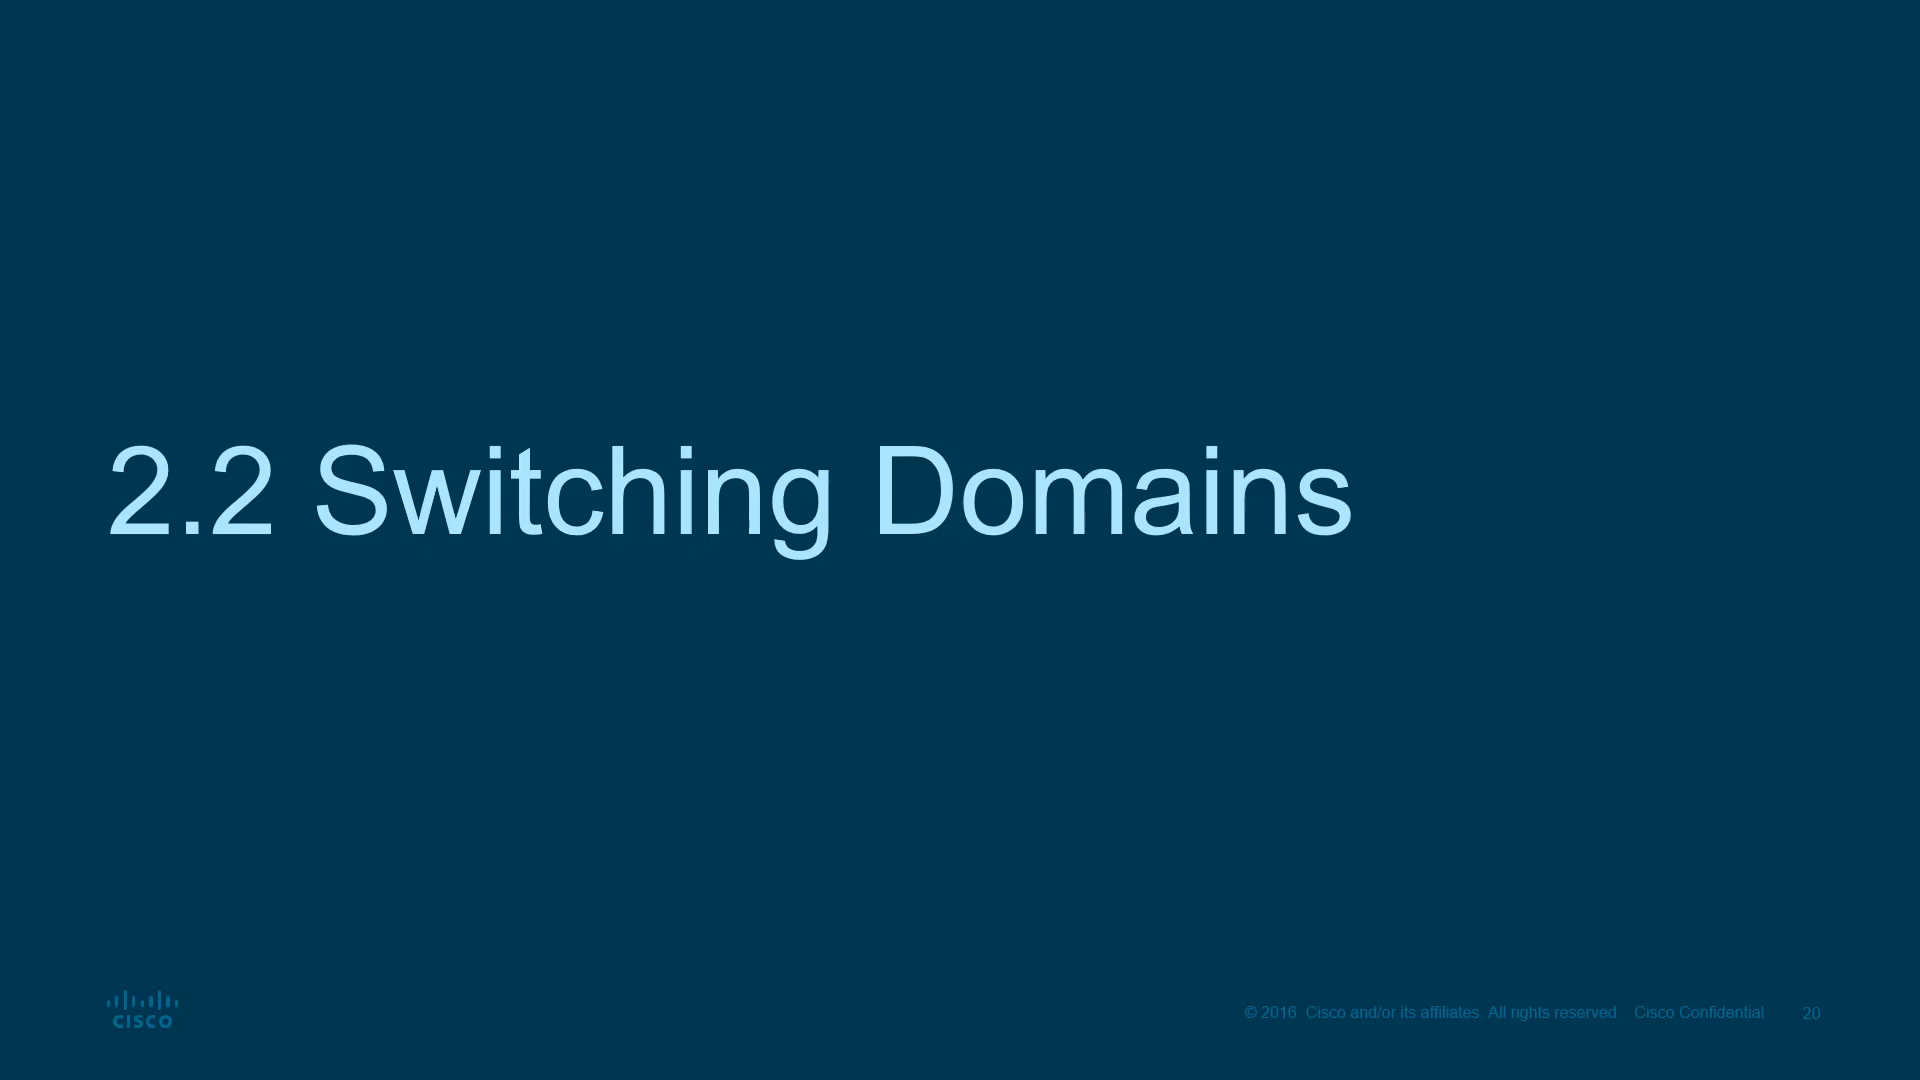 2.2 Switching Domains
CISCO
© 2016 Cisco and/or its affiliates. All rights reserved. Cisco Confidential 20